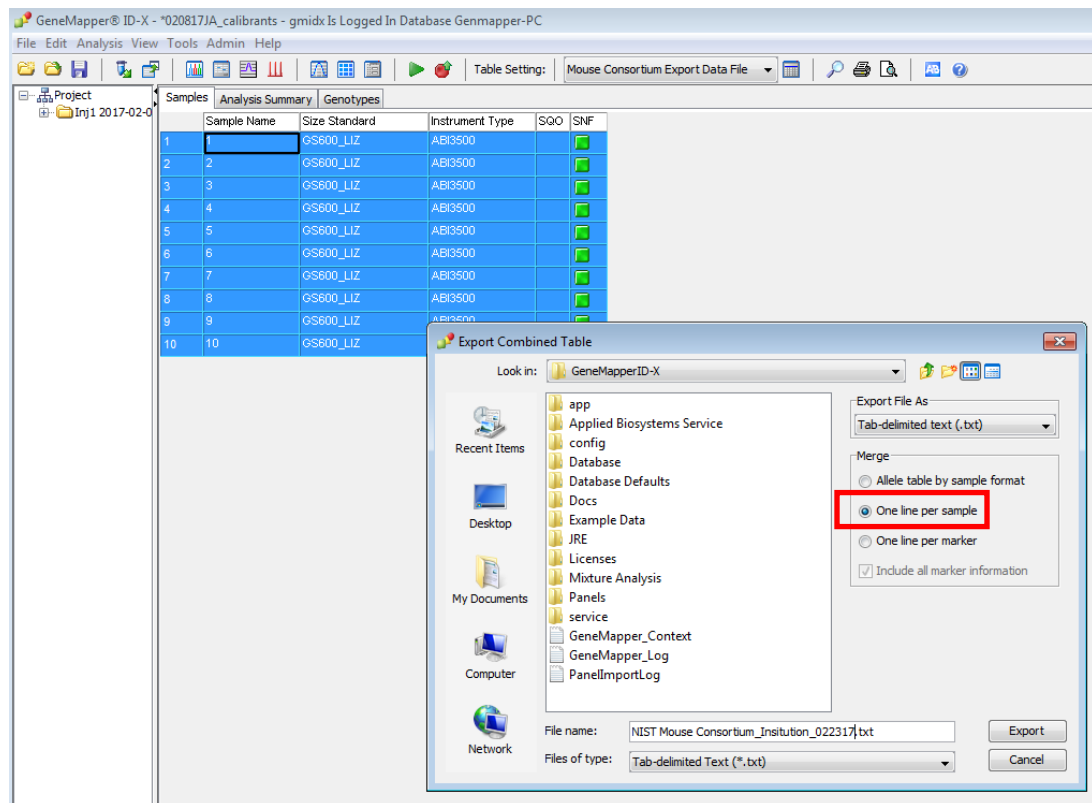 GeneMapper® ID-X - *020817JA_calibrants - gmidx Is Logged In Database Genmapper-PC
File Edit Analysis View Tools Admin Help
Table Setting: Mouse Consortium Export Data File
Project
Inj1 2017-02-0
Samples Analysis Summary Genotypes
Sample Name Size Standard Instrument Type SQO SNF
1 1 GS600_LIZ ABI3500
2 2 GS600_LIZ ABI3500
3 3 GS600_LIZ ABI3500
4 4 GS600_LIZ ABI3500
5 5 GS600_LIZ ABI3500
6 6 GS600_LIZ ABI3500
7 7 GS600_LIZ ABI3500
8 8 GS600_LIZ ABI3500
9 9 GS600_LIZ ABI3500
10 10 GS600_LIZ
Export Combined Table
Look in: GeneMapperID-X
Recent Items
Desktop
My Documents
Computer
Network
app
Applied Biosystems Service
config
Database
Database Defaults
Docs
Example Data
JRE
Licenses
Mixture Analysis
Panels
service
GeneMapper_Context
GeneMapper_Log
PanelImportLog
Export File As
Tab-delimited text (.txt)
Merge
Allele table by sample format
One line per sample
One line per marker
Include all marker information
File name: NIST Mouse Consortium_Insitution_022317.txt Export
Files of type: Tab-delimited Text (*.txt) Cancel